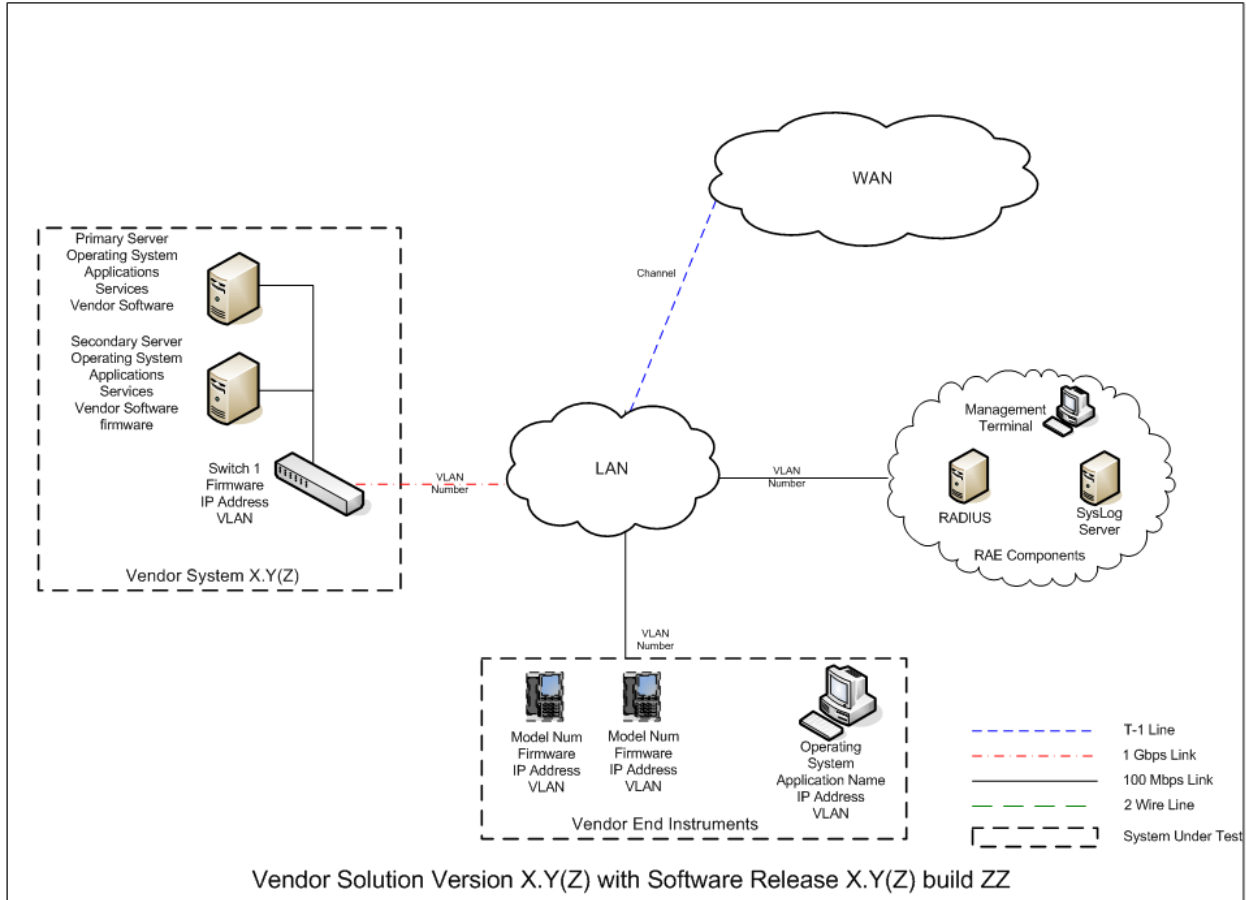 WAN
Channel
Primary Server
Operating System
Applications
Services
Vendor Software
Secondary Server
Operating System
Applications
Services
Vendor Software
firmware
Switch 1
Firmware
IP Address
VLAN
Vendor System X.Y(Z)
VLAN
Number
LAN
VLAN
Number
Management
Terminal
RADIUS
SysLog
Server
RAE Components
VLAN
Number
Model Num
Firmware
IP Address
VLAN
Model Num
Firmware
IP Address
VLAN
Operating
System
Application Name
IP Address
VLAN
Vendor End Instruments
T-1 Line
1 Gbps Link
100 Mbps Link
2 Wire Line
System Under Test
Vendor Solution Version X.Y(Z) with Software Release X.Y(Z) build ZZ